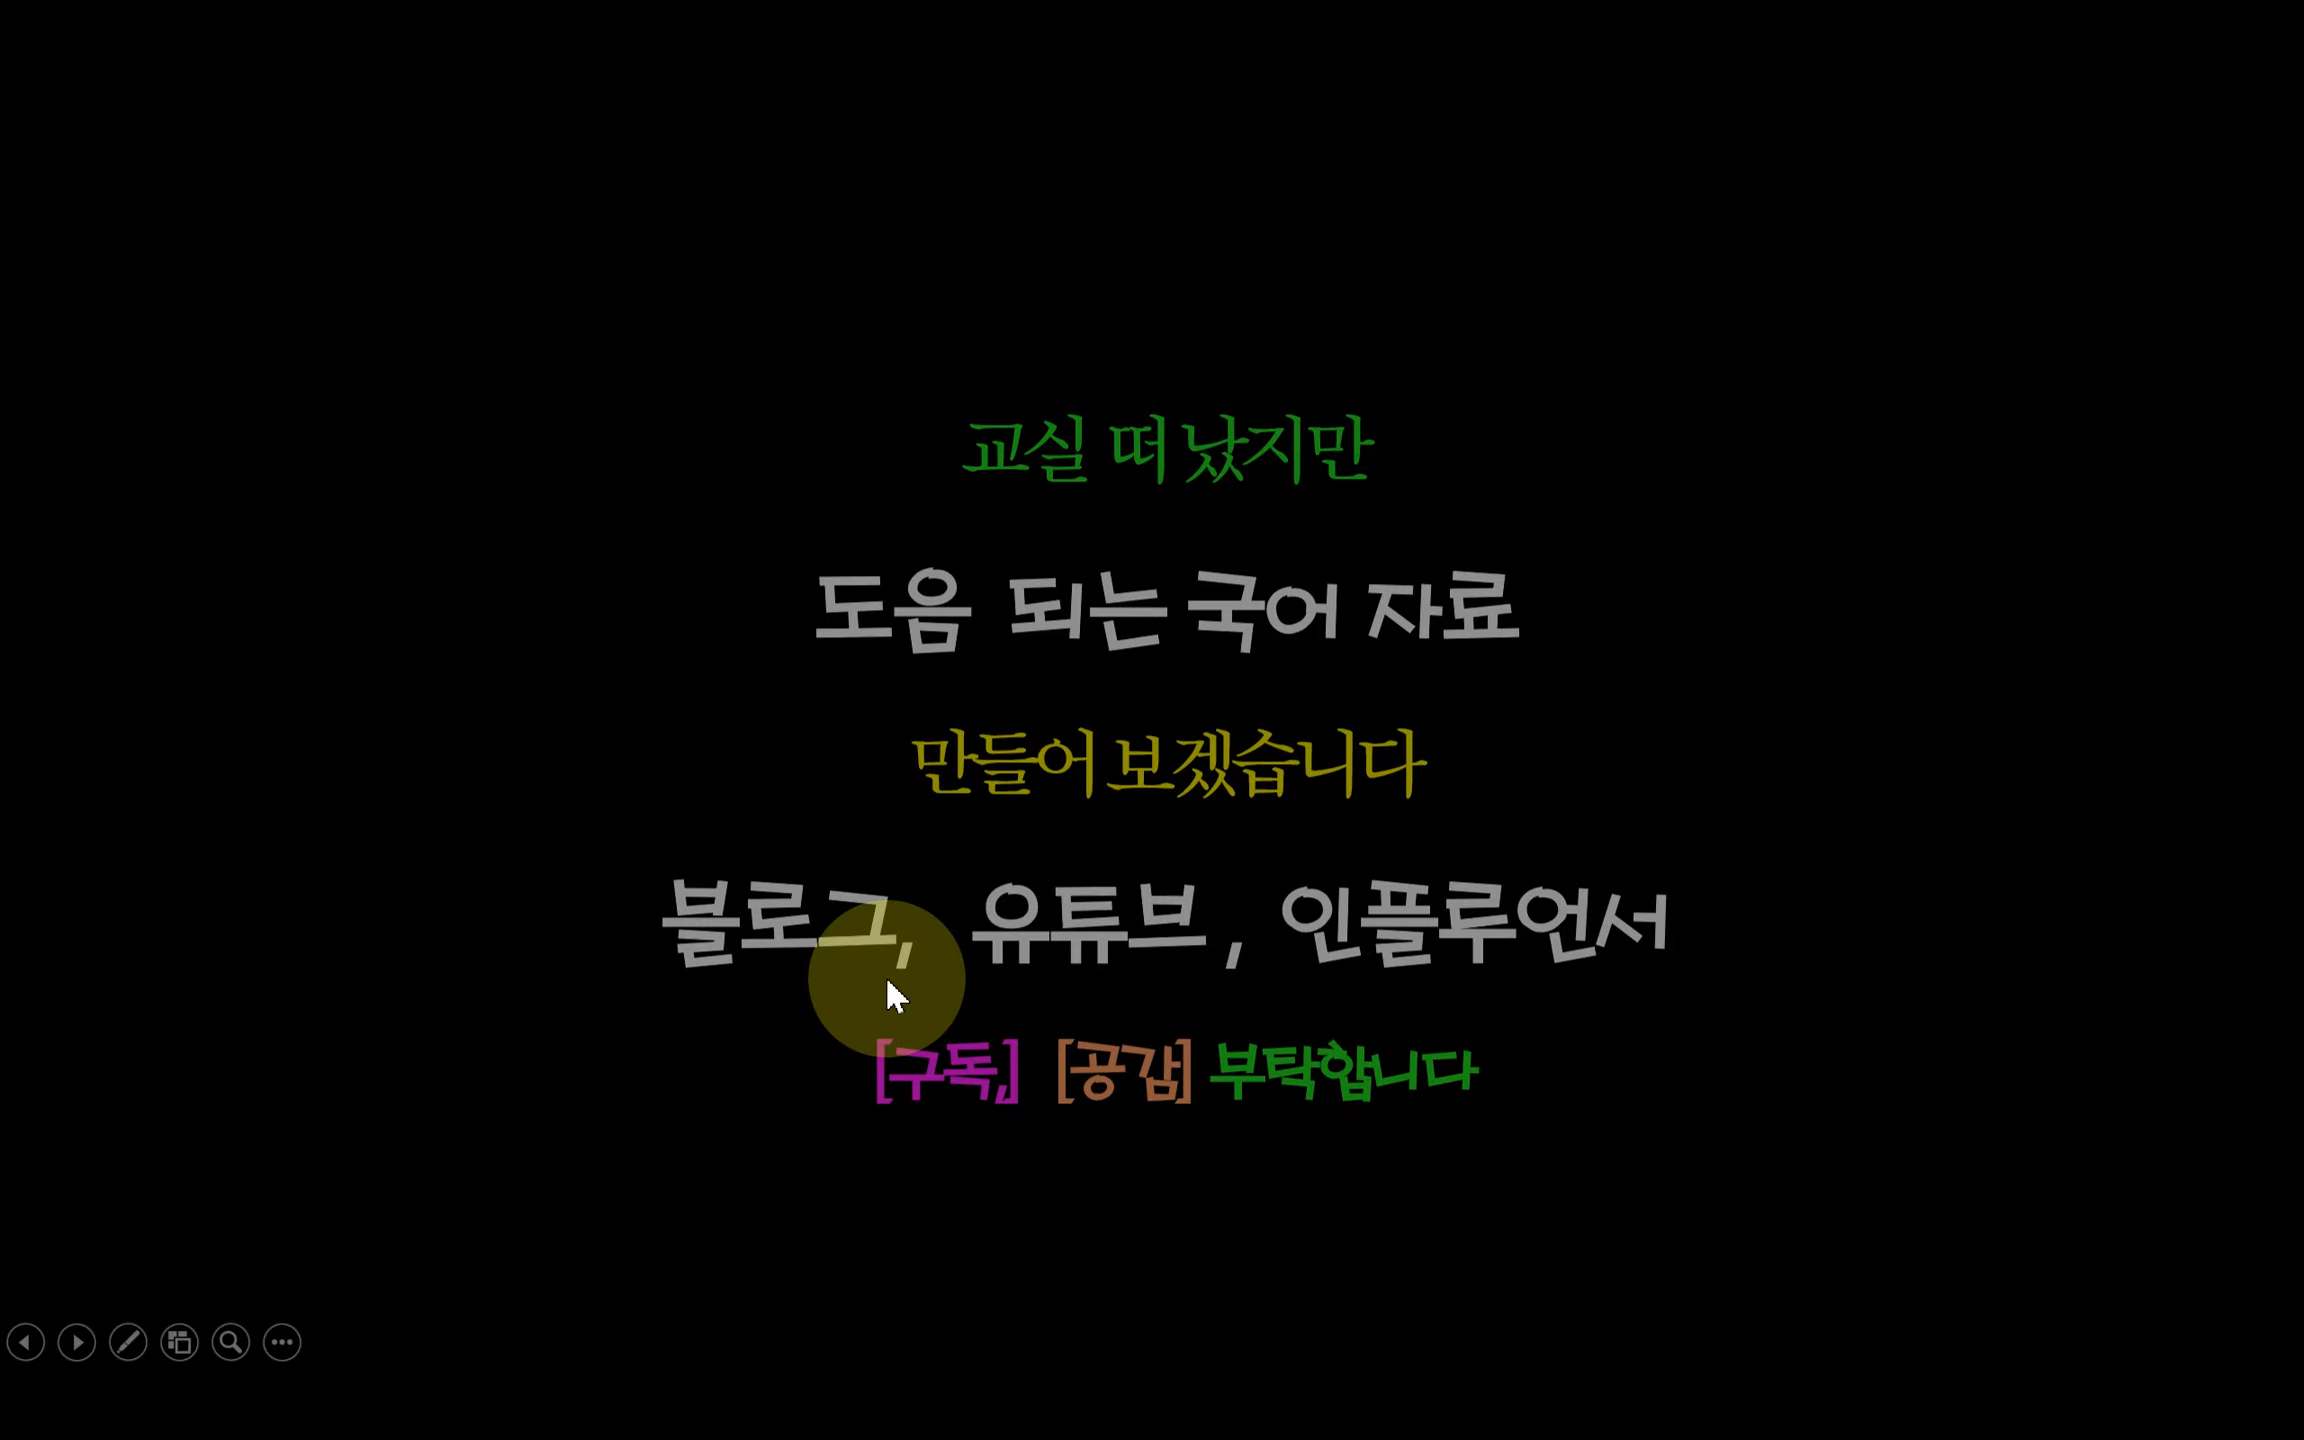 교실 떠났지만
도음 되는 국어 자료
만들어 보겠습니다
블로그, 유튜브, 인플루언서
[구독,] [공감] 부탁합니다